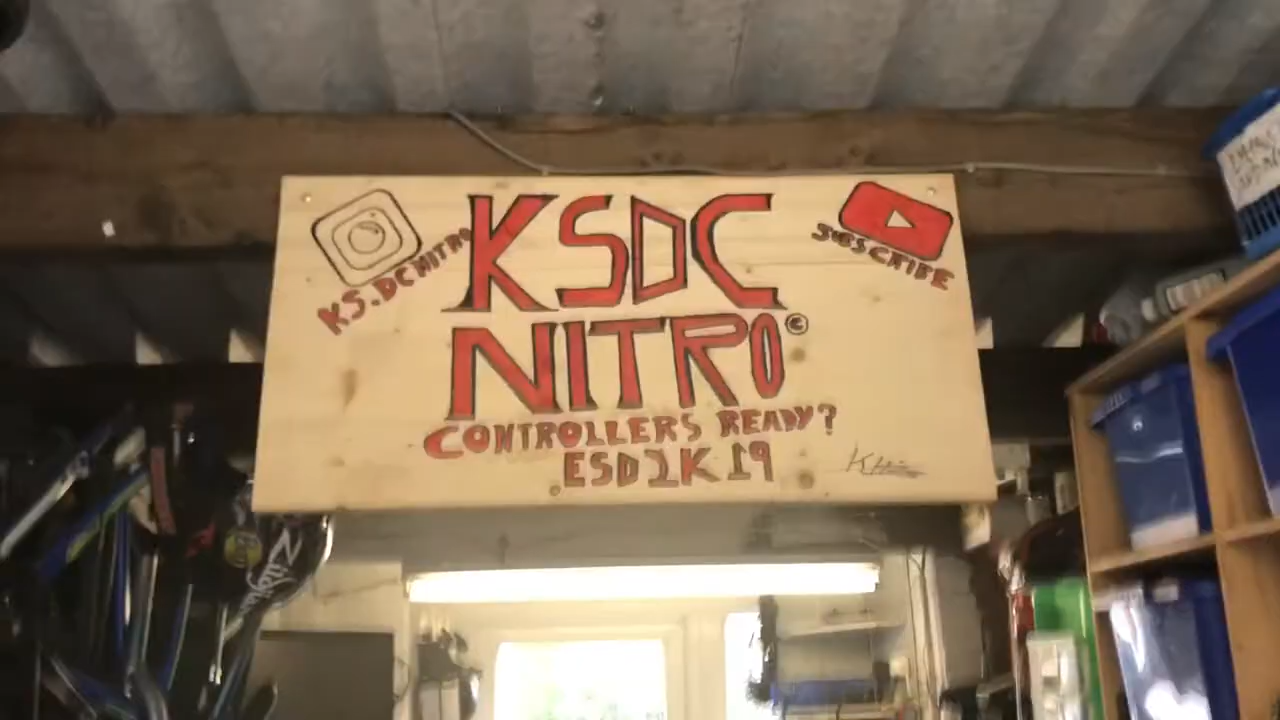 KS.DCNITRO
KSDC
NITRO©
SUBSCRIBE
CONTROLLERS READY?
ESD2K19